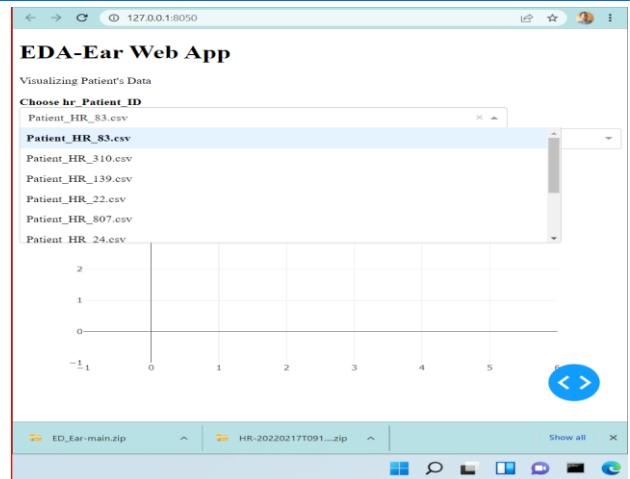 127.0.0.1:8050
EDA-Ear Web App
Visualizing Patient's Data
Choose hr_Patient_ID
Patient_HR_83.csv
Patient_HR_83.csv
Patient_HR_310.csv
Patient_HR_139.csv
Patient_HR_22.csv
Patient_HR_807.csv
Patient_HR_24.csv
2
1
0
−1
−1 0 1 2 3 4 5
ED_Ear-main.zip
HR-20220217T091....zip
Show all